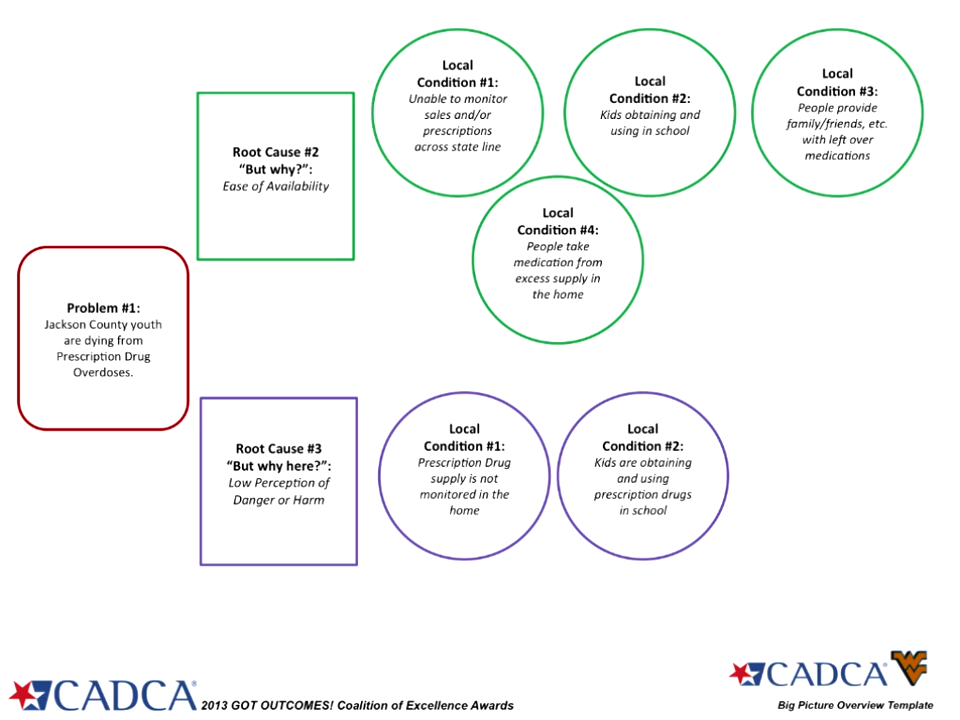 Local
Condition #1:
Unable to monitor
sales and/or
prescriptions
across state line
Local
Condition #2:
Kids obtaining and
using in school
Local
Condition #3:
People provide
family/friends, etc.
with left over
medications
Root Cause #2
“But why?”:
Ease of Availability
Local
Condition #4:
People take
medication from
excess supply in
the home
Problem #1:
Jackson County youth
are dying from
Prescription Drug
Overdoses.
Root Cause #3
“But why here?”:
Low Perception of
Danger or Harm
Local
Condition #1:
Prescription Drug
supply is not
monitored in the
home
Local
Condition #2:
Kids are obtaining
and using
prescription drugs
in school
CADCA®
2013 GOT OUTCOMES! Coalition of Excellence Awards
CADCA® WV
Big Picture Overview Template